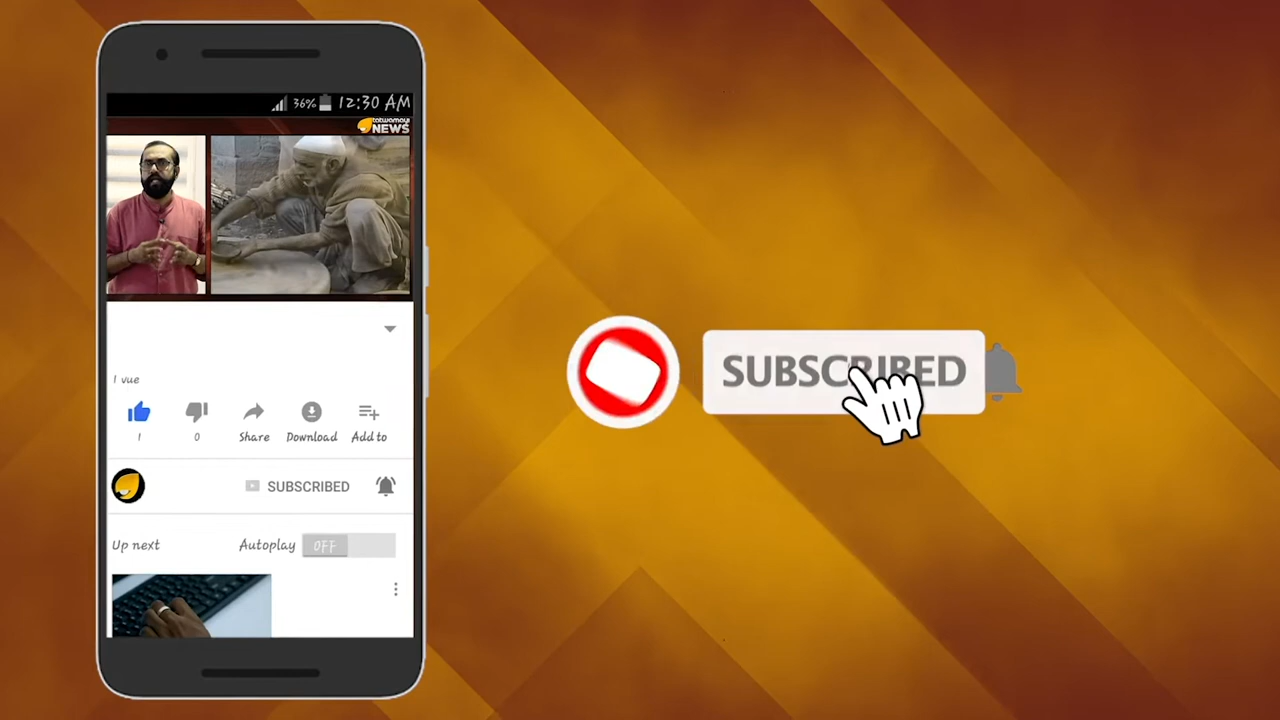 36% 12:30 AM
tatwamayi
NEWS
1 vue
1
0
Share
Download
Add to
SUBSCRIBED
Up next
Autoplay
OFF
SUBSCRIBED